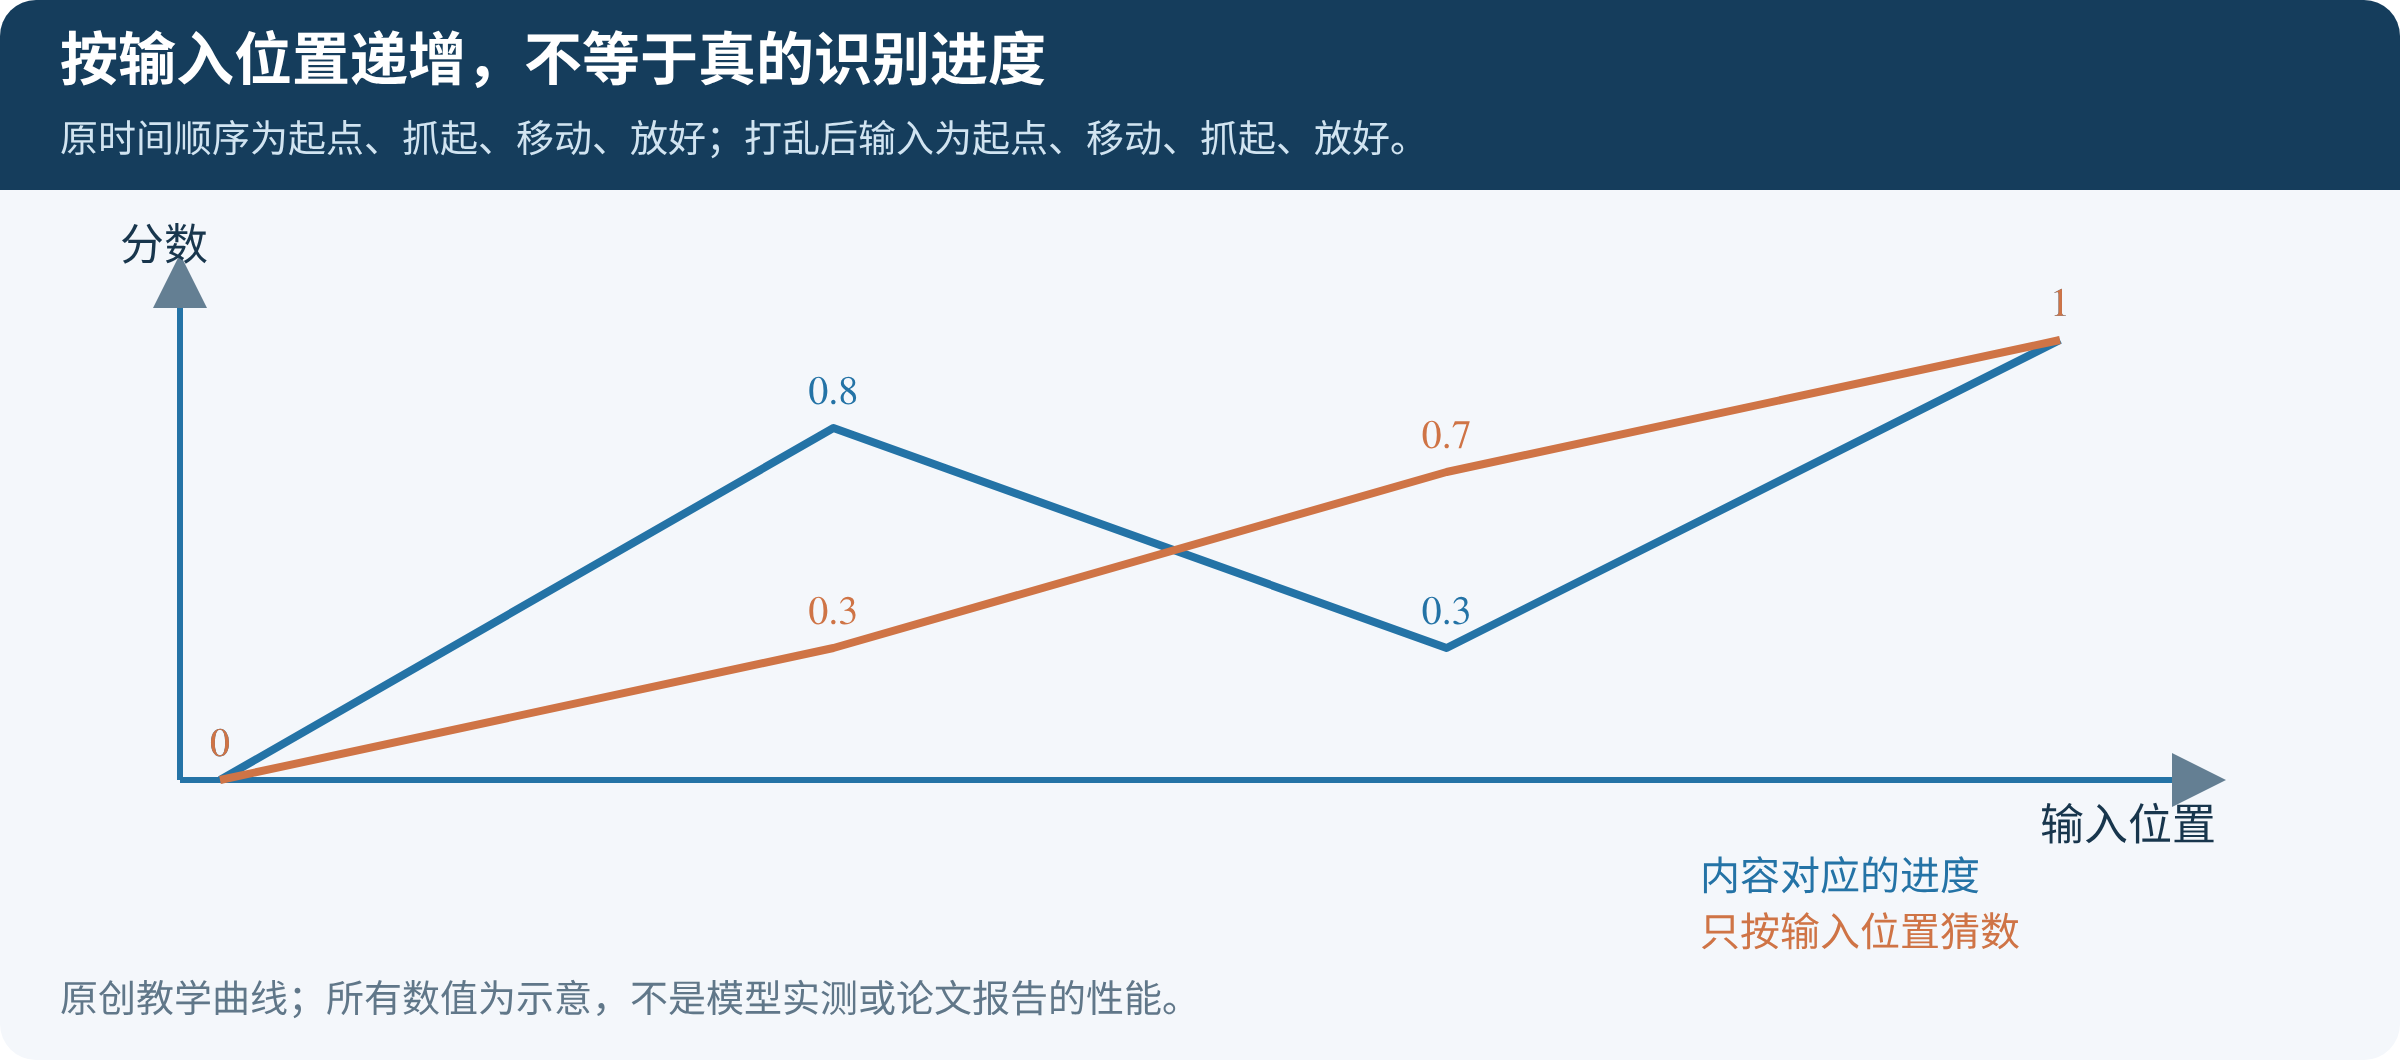 按输入位置递增，不等于真的识别进度
原时间顺序为起点、抓起、移动、放好；打乱后输入为起点、移动、抓起、放好。
分数
1
0.8
0.7
0.3
0.3
0
输入位置
内容对应的进度
只按输入位置猜数
原创教学曲线；所有数值为示意，不是模型实测或论文报告的性能。